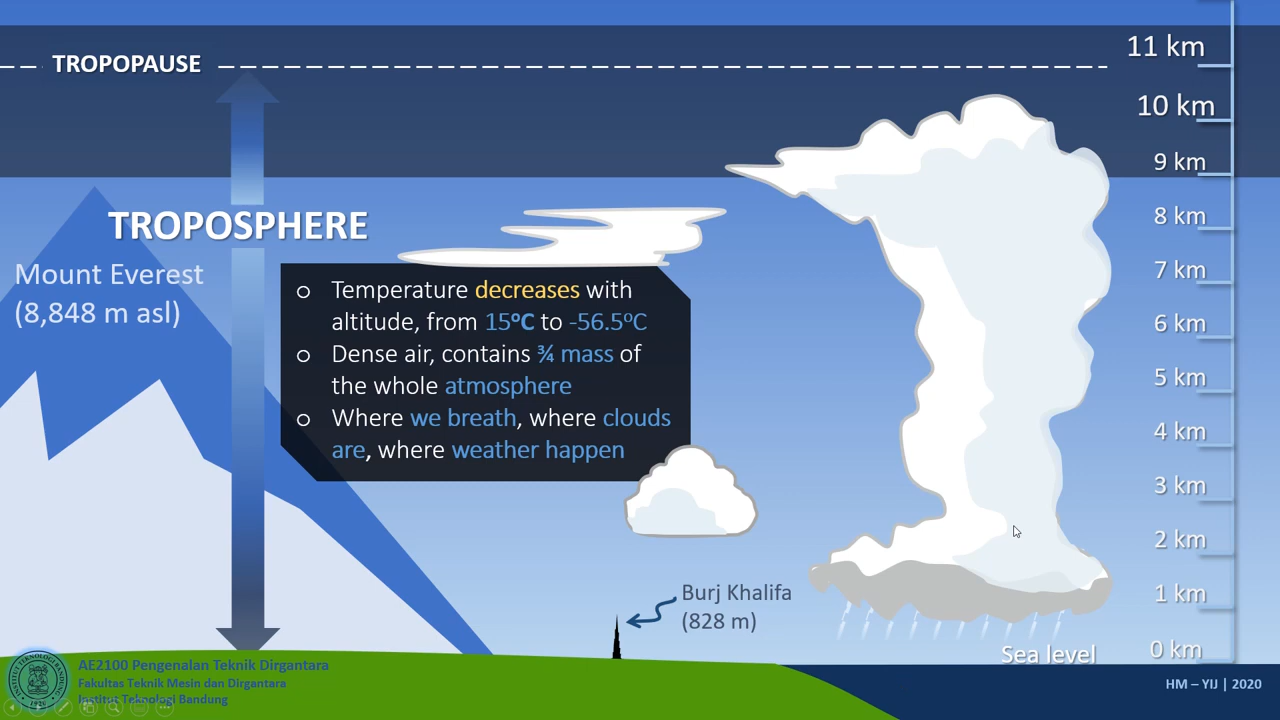 TROPOPAUSE
11 km
10 km
9 km
8 km
7 km
6 km
5 km
4 km
3 km
2 km
1 km
0 km
TROPOSPHERE
Mount Everest
(8,848 m asl)
o Temperature decreases with
altitude, from 15°C to -56.5°C
o Dense air, contains ¾ mass of
the whole atmosphere
o Where we breath, where clouds
are, where weather happen
Burj Khalifa
(828 m)
Sea level
AE2100 Pengenalan Teknik Dirgantara
Fakultas Teknik Mesin dan Dirgantara
Institut Teknologi Bandung
HM – YIJ | 2020